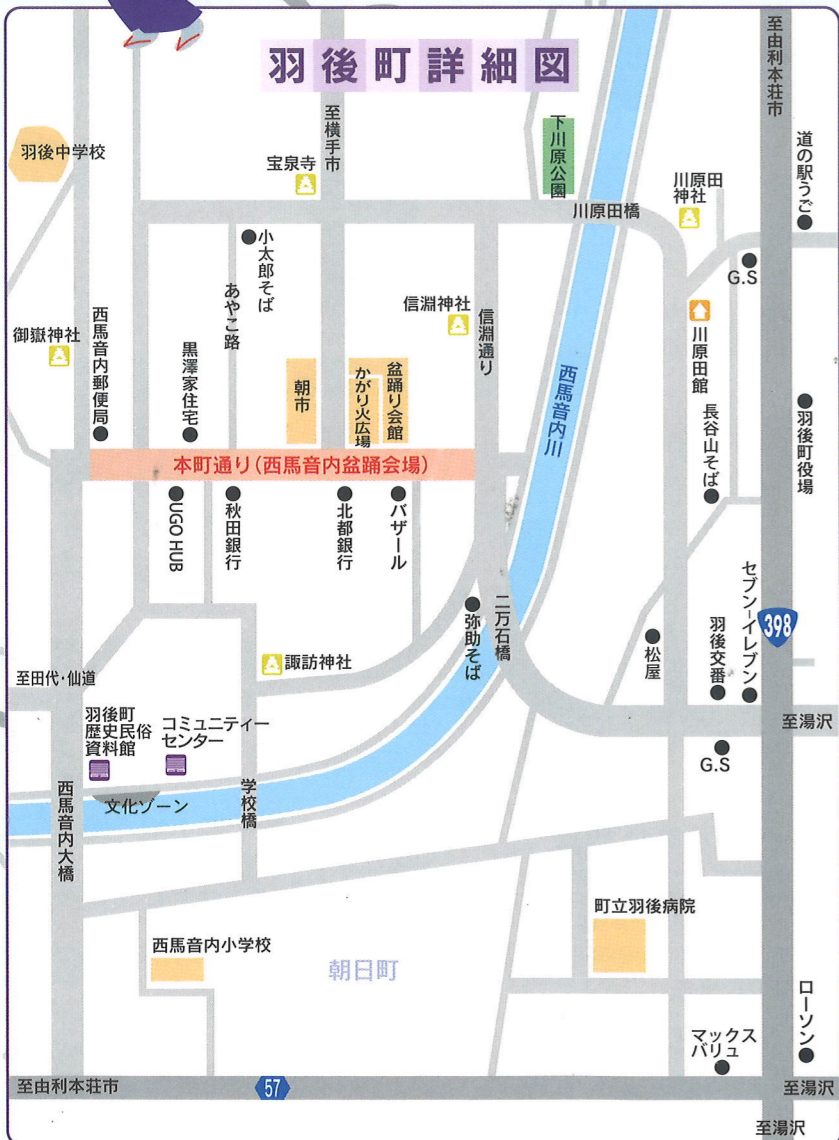 羽後町詳細図
至由利本荘市
至横手市
下川原公園
羽後中学校
宝泉寺
川原田
神社
道の駅うご
川原田橋
小太郎そば
G.S
あやこ路
信淵神社
信淵通り
川原田館
御嶽神社
西馬音内郵便局
黒澤家住宅
朝市
かがり火広場
盆踊り会館
西馬音内川
長谷山そば
羽後町役場
本町通り(西馬音内盆踊会場)
UGO HUB
秋田銀行
北都銀行
バザール
弥助そば
二万石橋
松屋
羽後交番
セブン-イレブン
398
諏訪神社
至田代・仙道
羽後町
歴史民俗
資料館
コミュニティー
センター
至湯沢
G.S
西馬音内大橋
文化ゾーン
学校橋
町立羽後病院
西馬音内小学校
朝日町
ローソン
マックス
バリュ
至由利本荘市
57
至湯沢
至湯沢